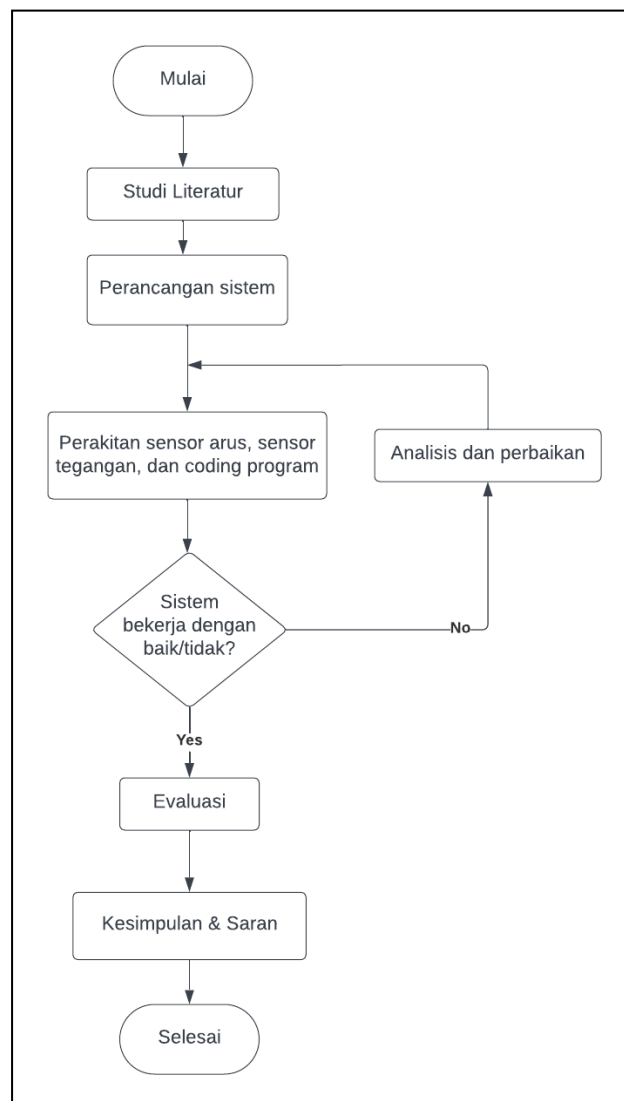 Mulai
Studi Literatur
Perancangan sistem
Perakitan sensor arus, sensor
tegangan, dan coding program
Analisis dan perbaikan
Sistem
bekerja dengan
baik/tidak?
No
Yes
Evaluasi
Kesimpulan & Saran
Selesai